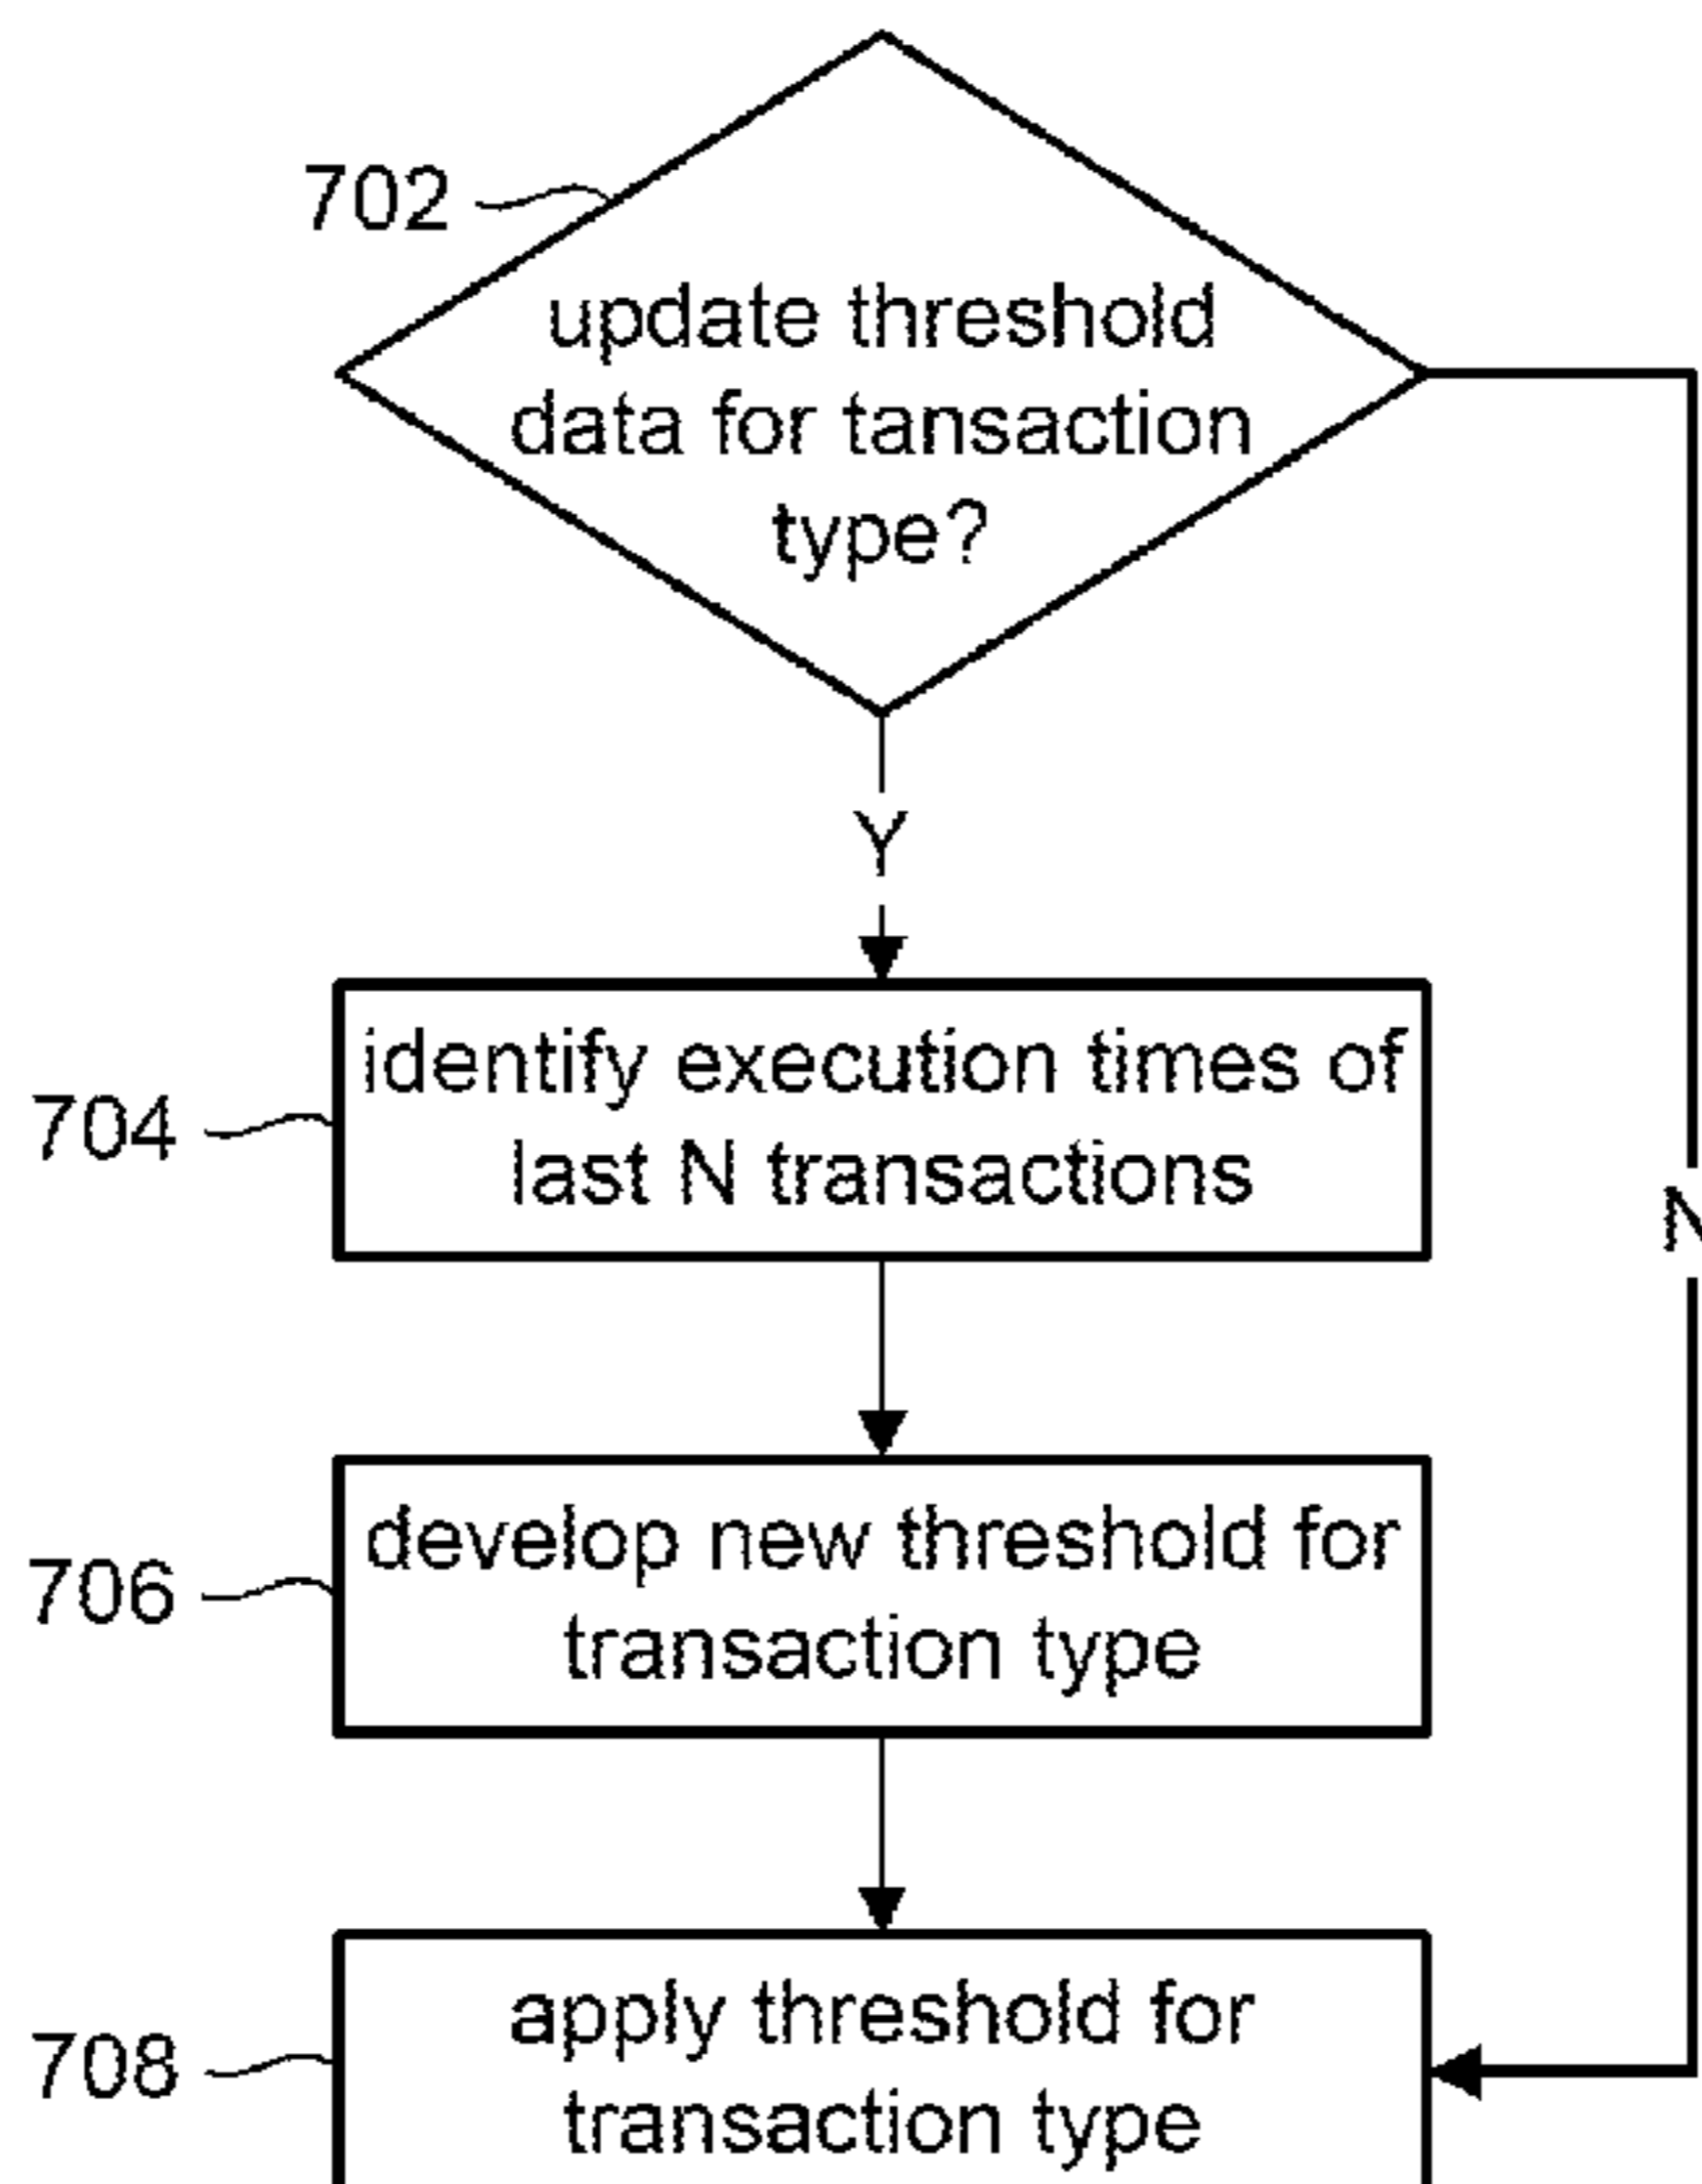 702
update threshold
data for tansaction
type?
Y
704
identify execution times of
last N transactions
N
706
develop new threshold for
transaction type
708
apply threshold for
transaction type